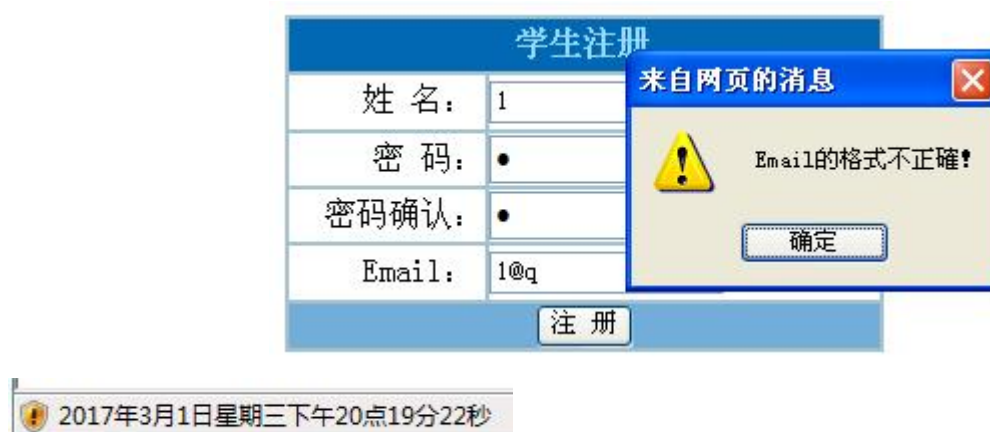 学生注册
来自网页的消息
姓 名： 1
Email的格式不正確!
密 码： ●
密码确认： ●
确定
Email： 1@q
注 册
2017年3月1日星期三下午20点19分22秒